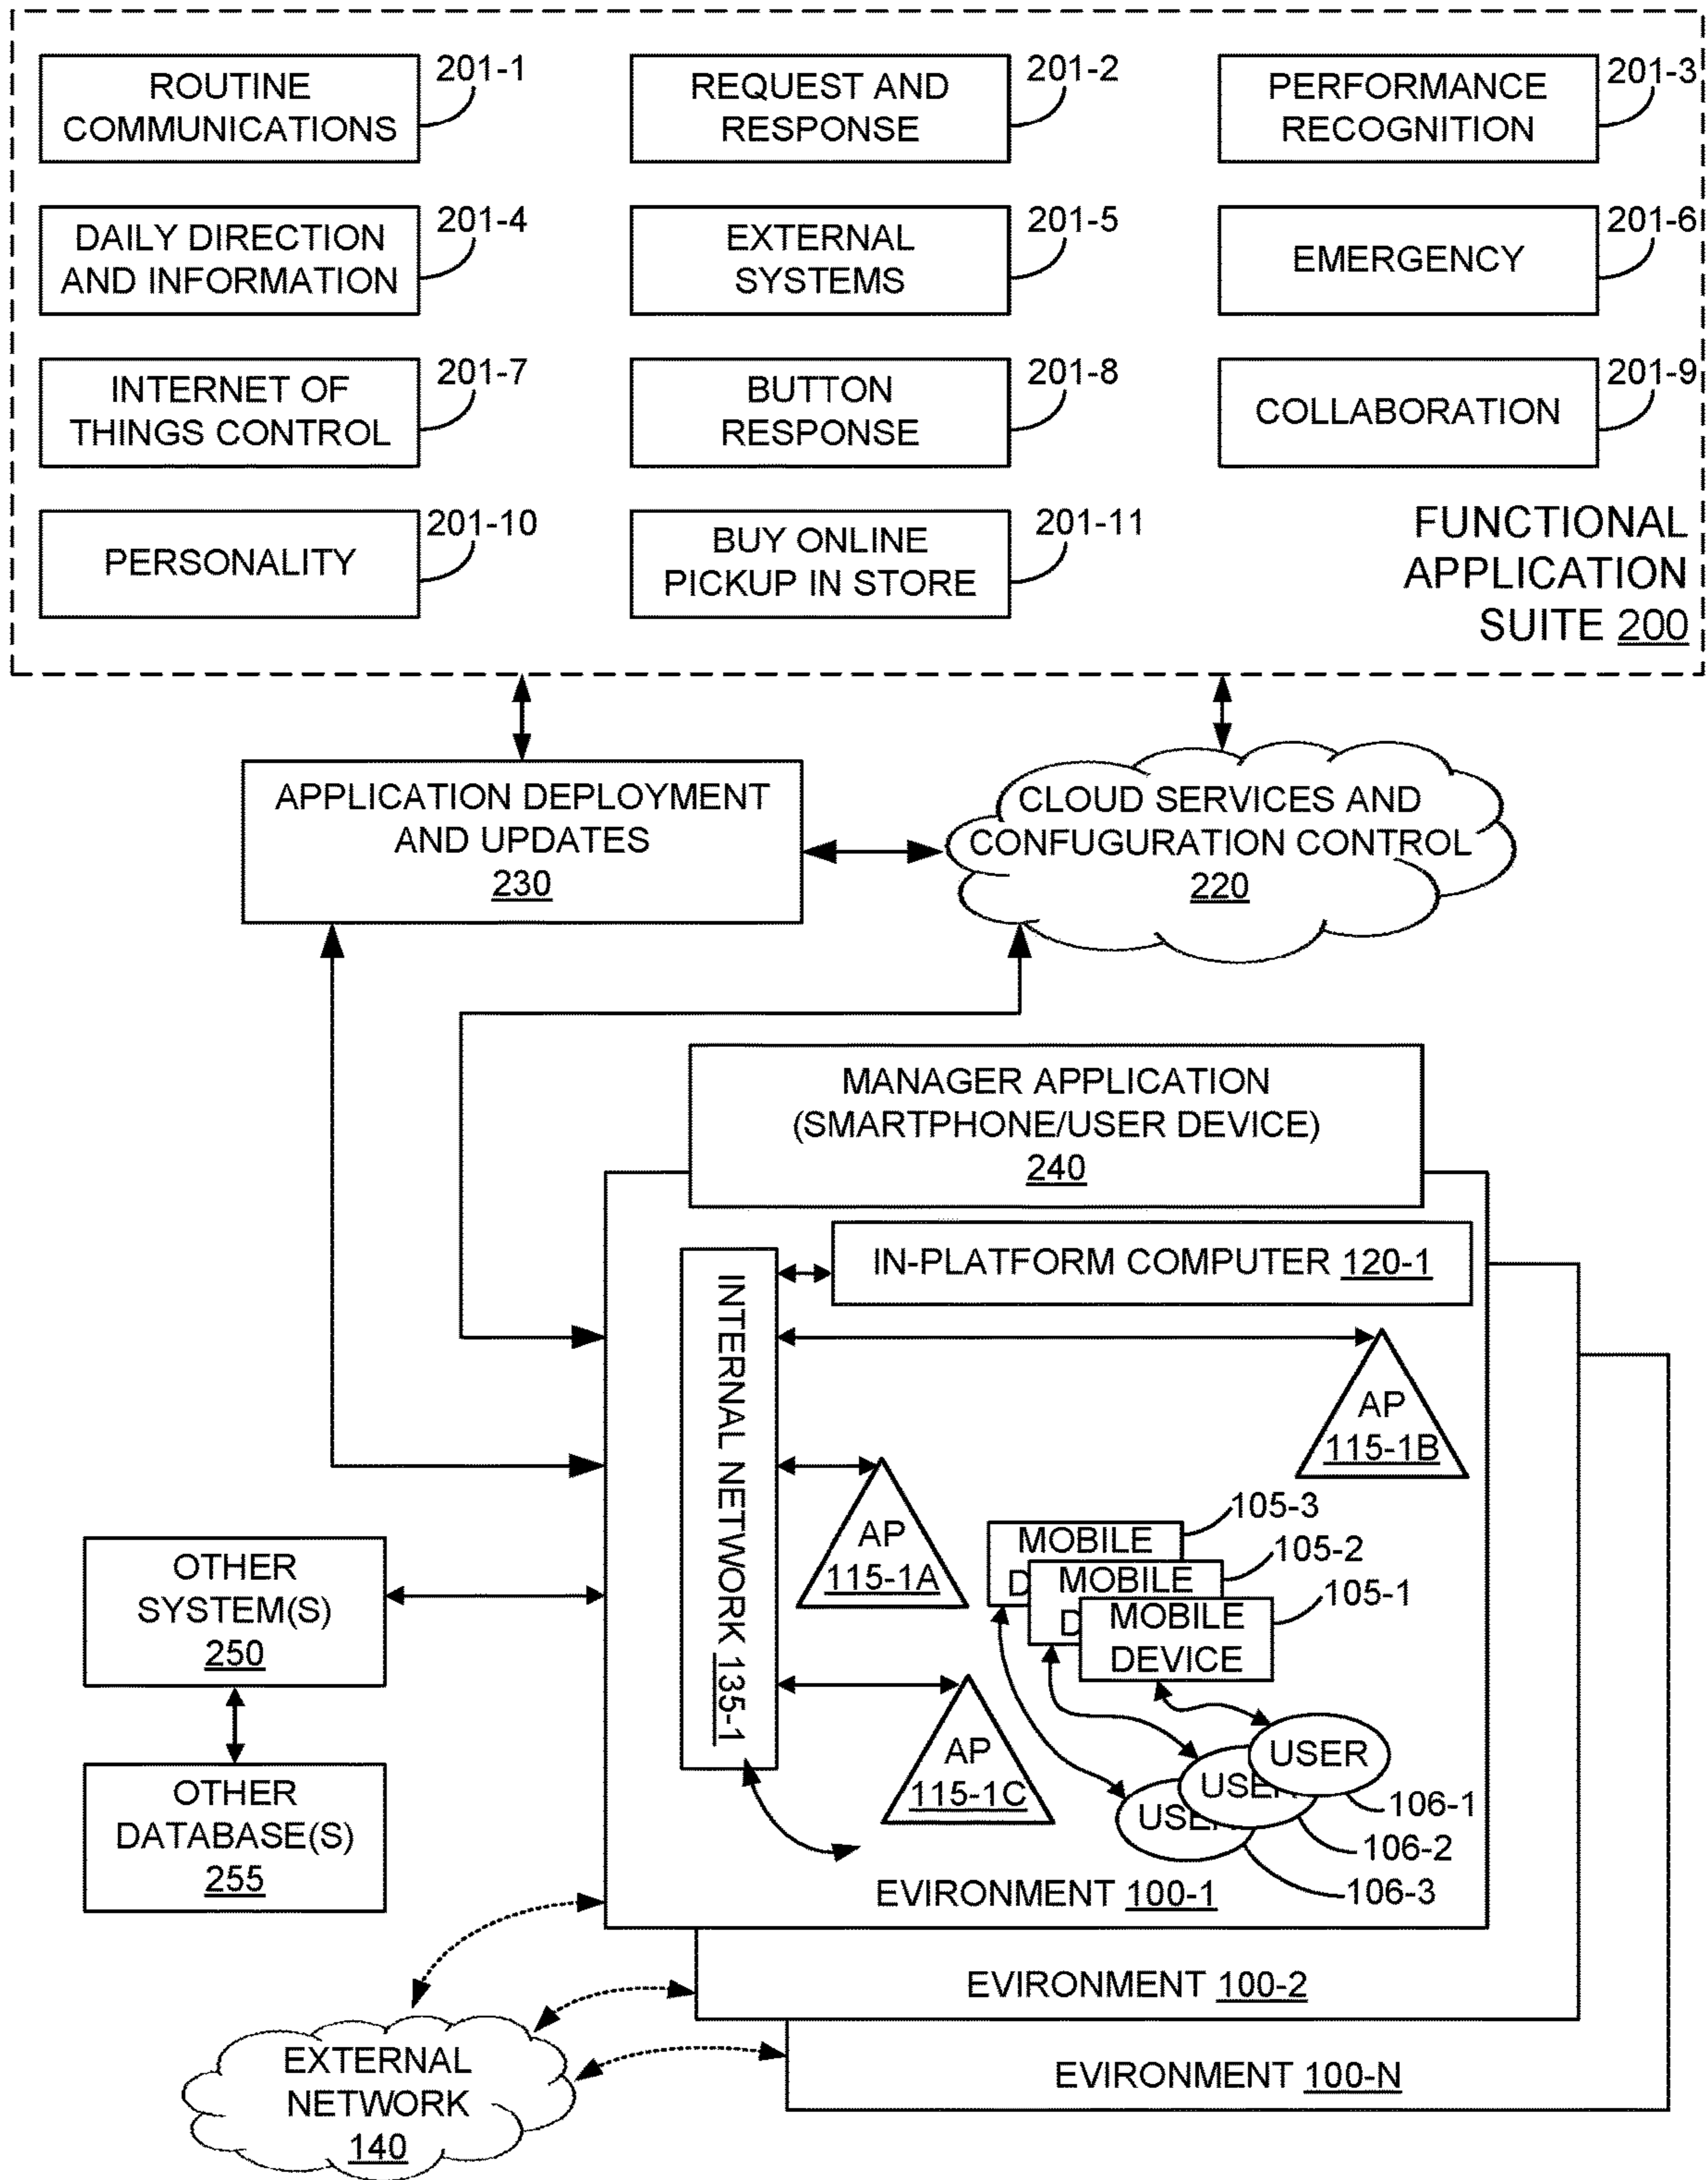 ROUTINE
COMMUNICATIONS
201-1
REQUEST AND
RESPONSE
201-2
PERFORMANCE
RECOGNITION
201-3
DAILY DIRECTION
AND INFORMATION
201-4
EXTERNAL
SYSTEMS
201-5
EMERGENCY
201-6
INTERNET OF
THINGS CONTROL
201-7
BUTTON
RESPONSE
201-8
COLLABORATION
201-9
PERSONALITY
201-10
BUY ONLINE
PICKUP IN STORE
201-11
FUNCTIONAL
APPLICATION
SUITE 200
APPLICATION DEPLOYMENT
AND UPDATES
230
CLOUD SERVICES AND
CONFUGURATION CONTROL
220
MANAGER APPLICATION
(SMARTPHONE/USER DEVICE)
240
IN-PLATFORM COMPUTER 120-1
INTERNAL NETWORK 135-1
AP
115-1B
AP
115-1A
AP
115-1C
MOBILE
D
105-3
MOBILE
D
105-2
MOBILE
DEVICE
105-1
USER
106-1
USER
106-2
USER
106-3
OTHER
SYSTEM(S)
250
OTHER
DATABASE(S)
255
EVIRONMENT 100-1
EVIRONMENT 100-2
EVIRONMENT 100-N
EXTERNAL
NETWORK
140